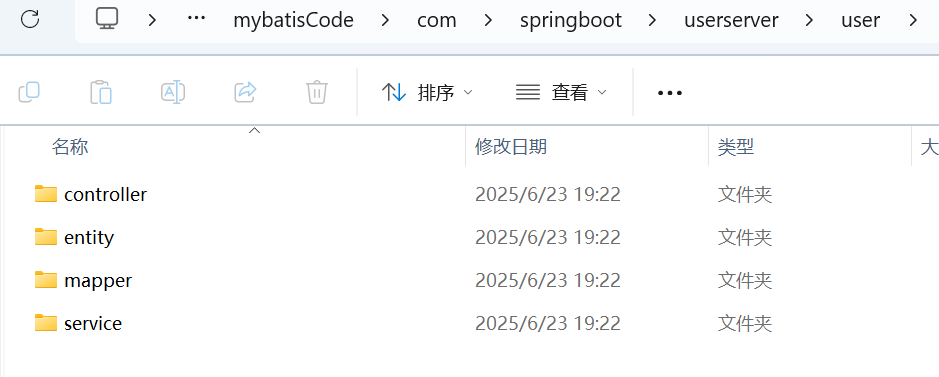 … mybatisCode > com > springboot > userserver > user >
排序 查看 …
名称 修改日期 类型 大
controller 2025/6/23 19:22 文件夹
entity 2025/6/23 19:22 文件夹
mapper 2025/6/23 19:22 文件夹
service 2025/6/23 19:22 文件夹